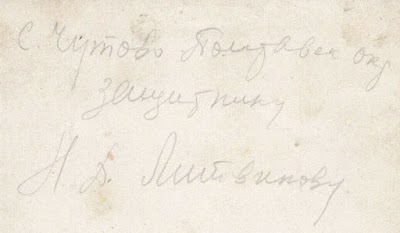 С. Чутово Полтавск окр
защитнику
Н. Д. Литвинову.